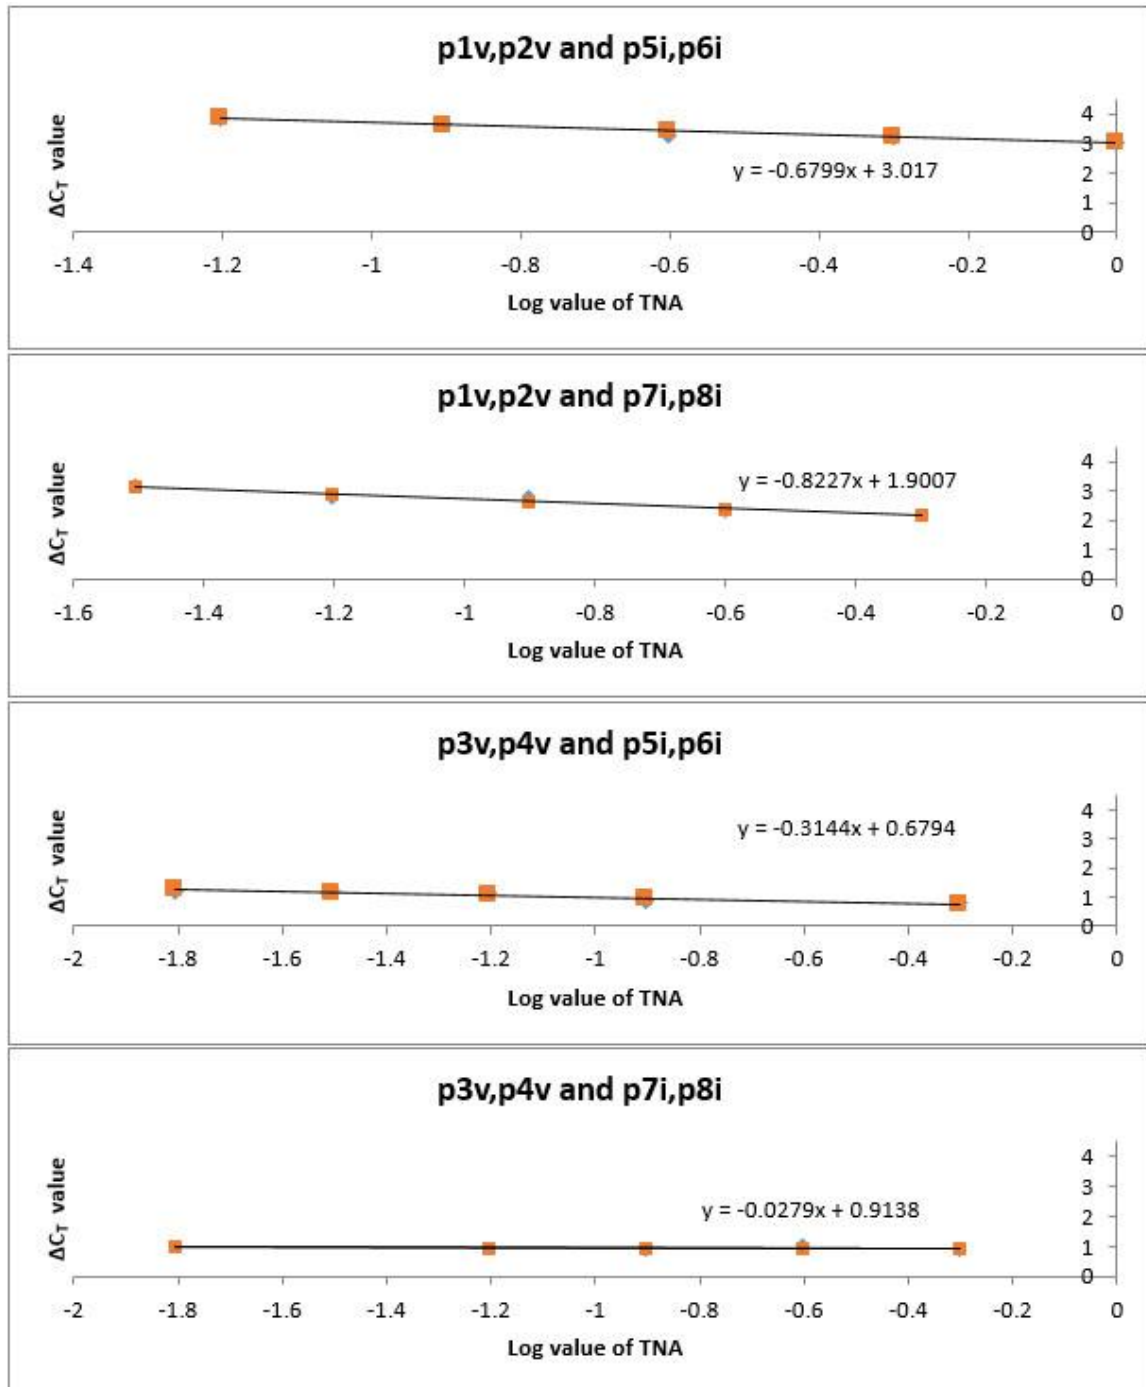 p1v,p2v and p5i,p6i
ΔCT value
4
3
2
1
0
y = -0.6799x + 3.017
-1.4 -1.2 -1 -0.8 -0.6 -0.4 -0.2 0
Log value of TNA
p1v,p2v and p7i,p8i
ΔCT value
4
3
2
1
0
y = -0.8227x + 1.9007
-1.6 -1.4 -1.2 -1 -0.8 -0.6 -0.4 -0.2 0
Log value of TNA
p3v,p4v and p5i,p6i
ΔCT value
4
3
2
1
0
y = -0.3144x + 0.6794
-2 -1.8 -1.6 -1.4 -1.2 -1 -0.8 -0.6 -0.4 -0.2 0
Log value of TNA
p3v,p4v and p7i,p8i
ΔCT value
4
3
2
1
0
y = -0.0279x + 0.9138
-2 -1.8 -1.6 -1.4 -1.2 -1 -0.8 -0.6 -0.4 -0.2 0
Log value of TNA